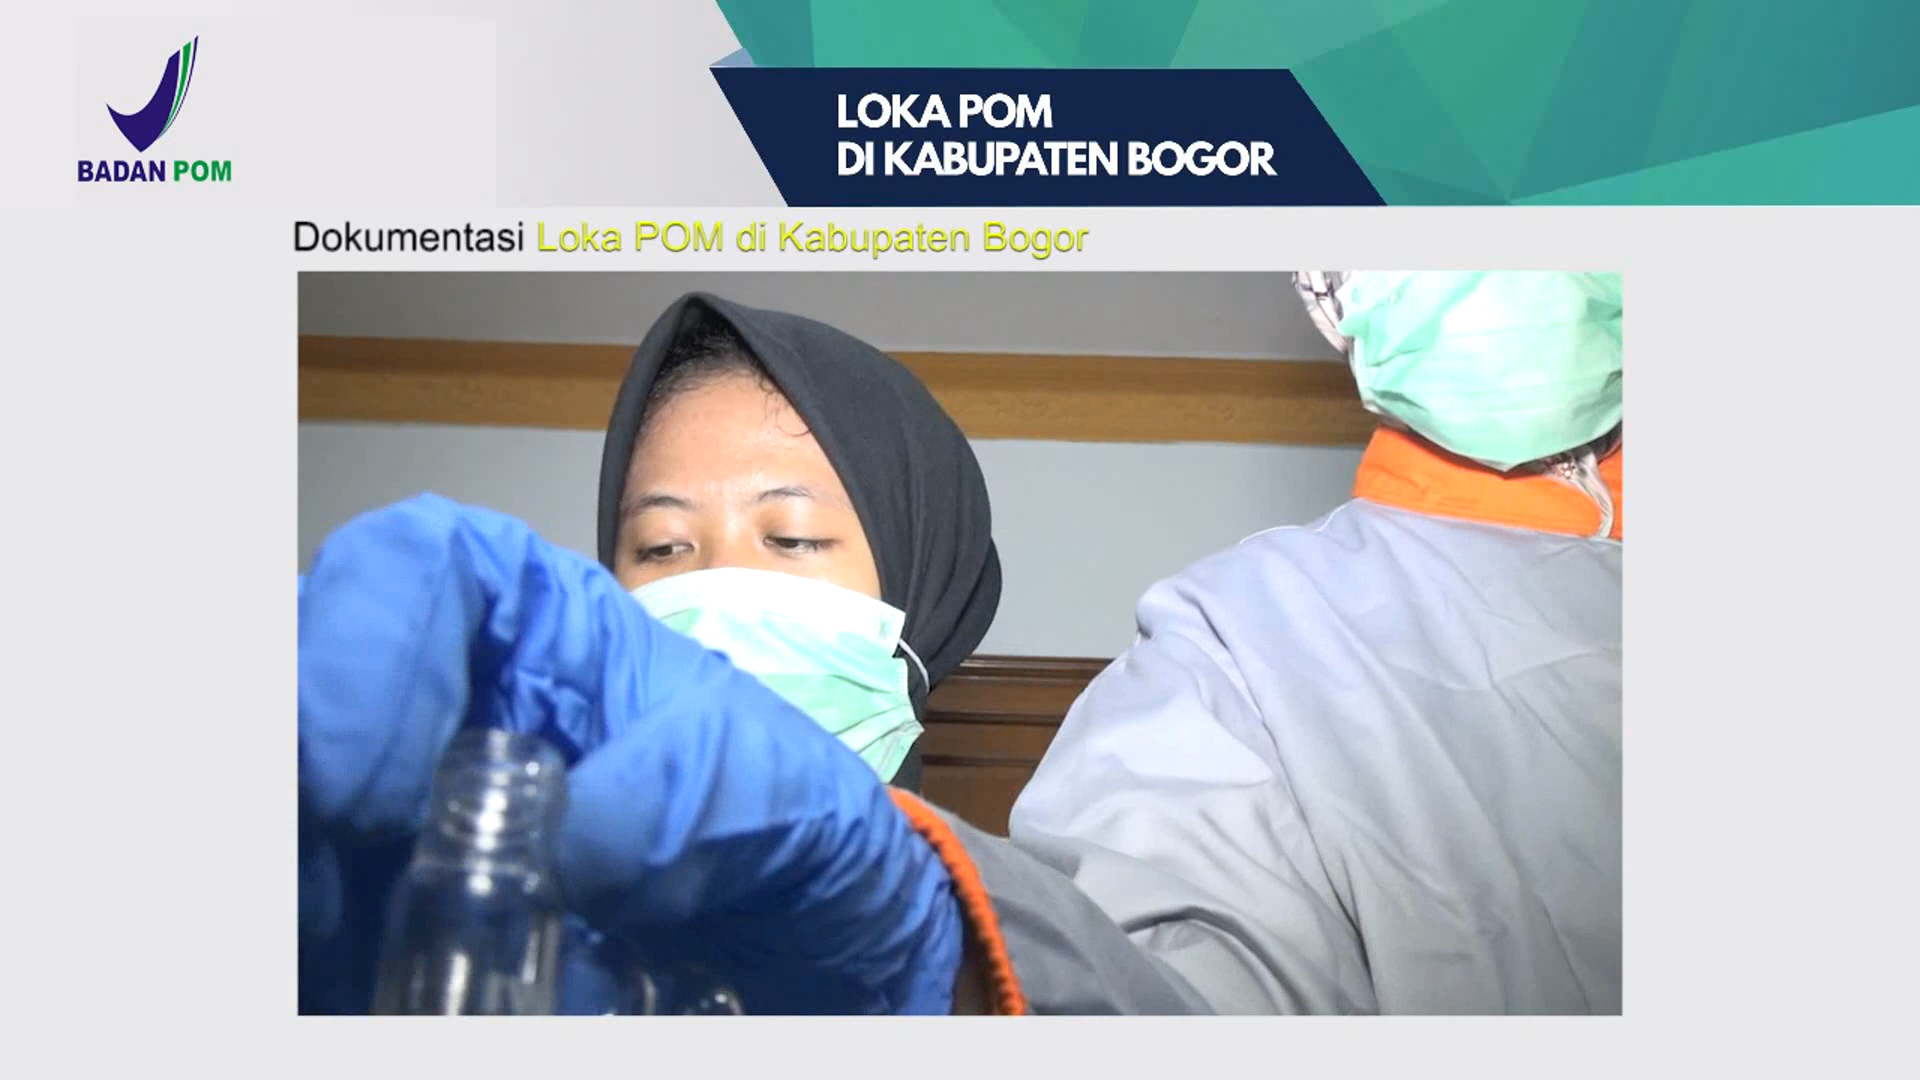 BADAN POM
LOKA POM
DI KABUPATEN BOGOR
Dokumentasi Loka POM di Kabupaten Bogor